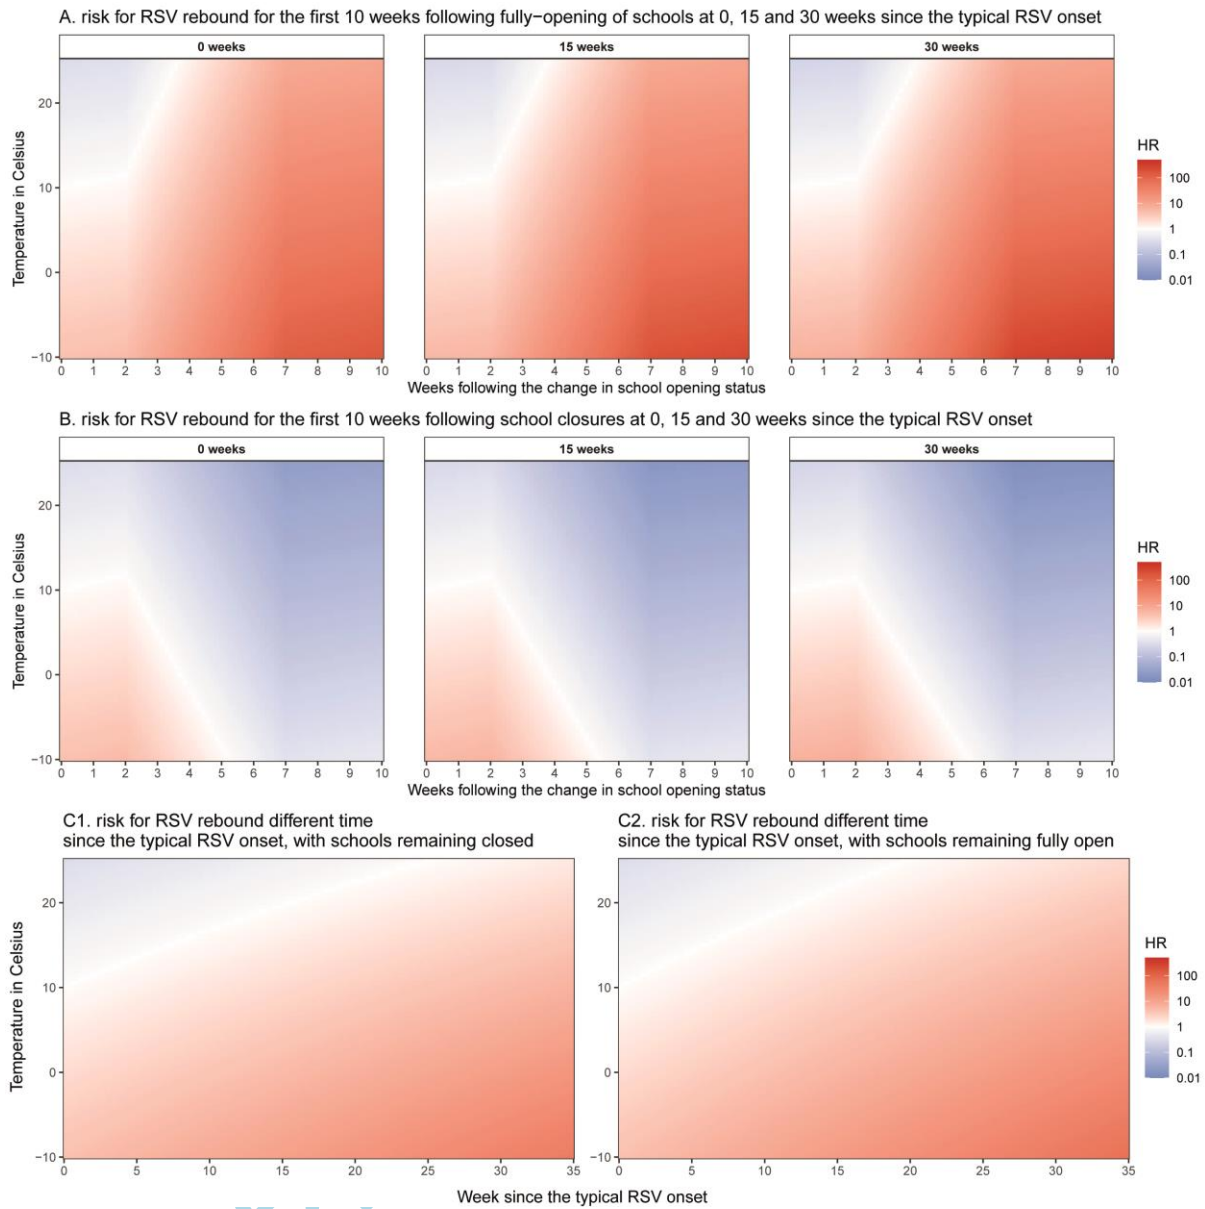 A. risk for RSV rebound for the first 10 weeks following fully−opening of schools at 0, 15 and 30 weeks since the typical RSV onset
0 weeks
15 weeks
30 weeks
Temperature in Celsius
20
10
0
−10
0 1 2 3 4 5 6 7 8 9 10
0 1 2 3 4 5 6 7 8 9 10
0 1 2 3 4 5 6 7 8 9 10
Weeks following the change in school opening status
HR
100
10
1
0.1
0.01
B. risk for RSV rebound for the first 10 weeks following school closures at 0, 15 and 30 weeks since the typical RSV onset
0 weeks
15 weeks
30 weeks
Temperature in Celsius
20
10
0
−10
0 1 2 3 4 5 6 7 8 9 10
0 1 2 3 4 5 6 7 8 9 10
0 1 2 3 4 5 6 7 8 9 10
Weeks following the change in school opening status
HR
100
10
1
0.1
0.01
C1. risk for RSV rebound different time
since the typical RSV onset, with schools remaining closed
Temperature in Celsius
20
10
0
−10
0 5 10 15 20 25 30 35
C2. risk for RSV rebound different time
since the typical RSV onset, with schools remaining fully open
20
10
0
−10
0 5 10 15 20 25 30 35
Week since the typical RSV onset
HR
100
10
1
0.1
0.01